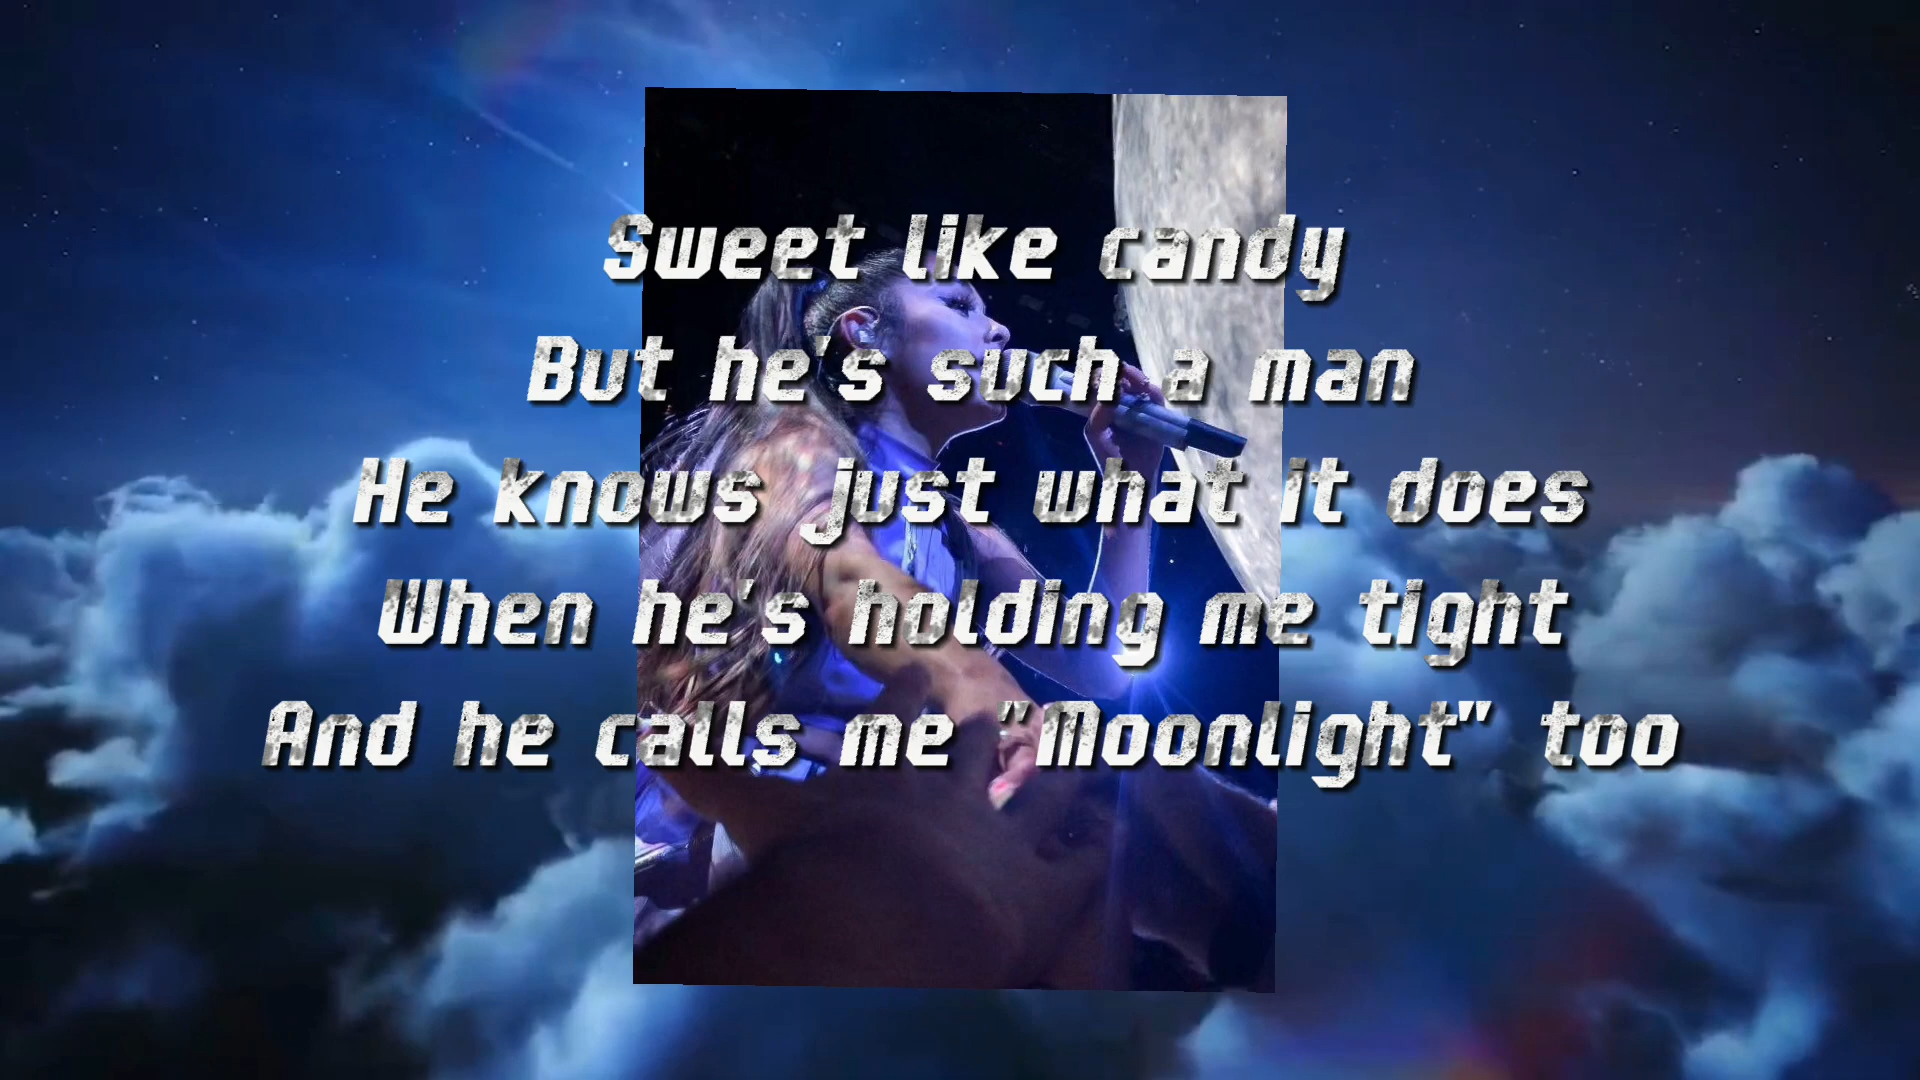 Sweet like candy
But he's such a man
He knows just what it does
When he's holding me tight
And he calls me "Moonlight" too